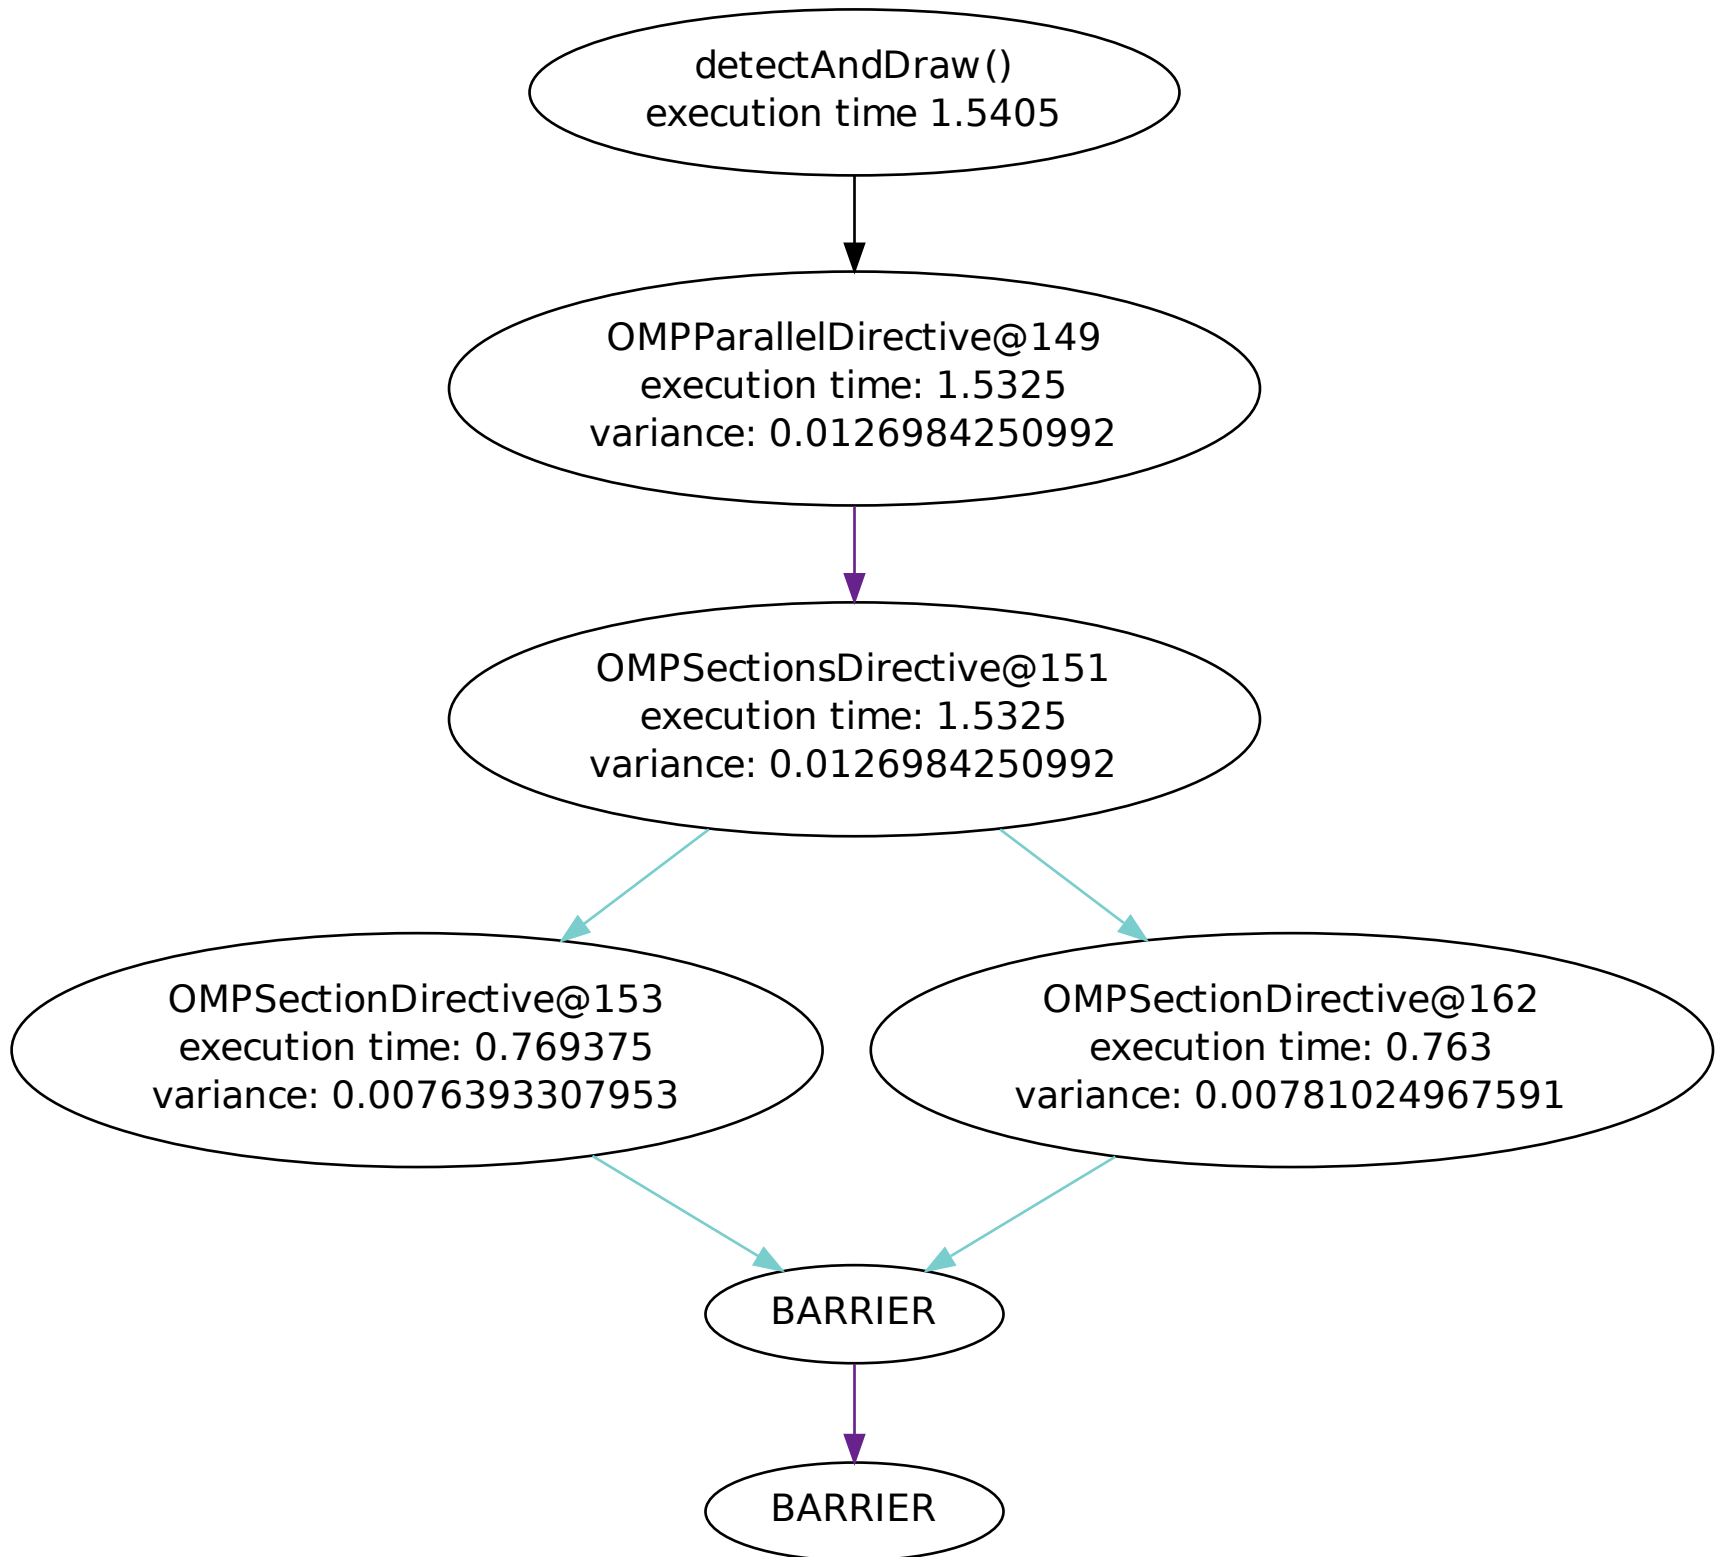 detectAndDraw()
execution time 1.5405
OMPParallelDirective@149
execution time: 1.5325
variance: 0.0126984250992
OMPSectionsDirective@151
execution time: 1.5325
variance: 0.0126984250992
OMPSectionDirective@153
execution time: 0.769375
variance: 0.0076393307953
OMPSectionDirective@162
execution time: 0.763
variance: 0.00781024967591
BARRIER
BARRIER